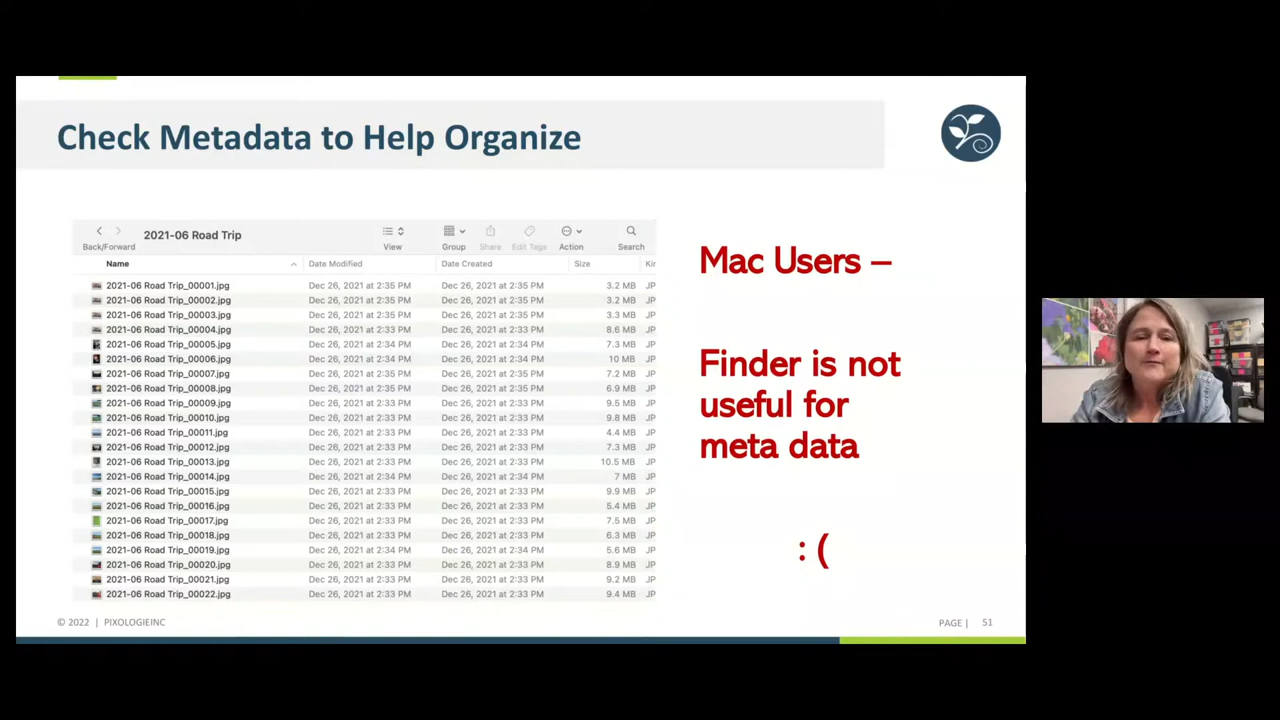 Check Metadata to Help Organize
2021-06 Road Trip
Back/Forward View Group Share Edit Tags Action Search
Name Date Modified Date Created Size Kir
2021-06 Road Trip_00001.jpg Dec 26, 2021 at 2:35 PM Dec 26, 2021 at 2:35 PM 3.2 MB JP
2021-06 Road Trip_00002.jpg Dec 26, 2021 at 2:35 PM Dec 26, 2021 at 2:35 PM 3.2 MB JP
2021-06 Road Trip_00003.jpg Dec 26, 2021 at 2:35 PM Dec 26, 2021 at 2:35 PM 3.3 MB JP
2021-06 Road Trip_00004.jpg Dec 26, 2021 at 2:33 PM Dec 26, 2021 at 2:33 PM 8.6 MB JP
2021-06 Road Trip_00005.jpg Dec 26, 2021 at 2:34 PM Dec 26, 2021 at 2:34 PM 7.3 MB JP
2021-06 Road Trip_00006.jpg Dec 26, 2021 at 2:34 PM Dec 26, 2021 at 2:34 PM 10 MB JP
2021-06 Road Trip_00007.jpg Dec 26, 2021 at 2:34 PM Dec 26, 2021 at 2:34 PM 7.2 MB JP
2021-06 Road Trip_00008.jpg Dec 26, 2021 at 2:33 PM Dec 26, 2021 at 2:33 PM 6.9 MB JP
2021-06 Road Trip_00009.jpg Dec 26, 2021 at 2:33 PM Dec 26, 2021 at 2:33 PM 9.5 MB JP
2021-06 Road Trip_00010.jpg Dec 26, 2021 at 2:33 PM Dec 26, 2021 at 2:33 PM 9.8 MB JP
2021-06 Road Trip_00011.jpg Dec 26, 2021 at 2:33 PM Dec 26, 2021 at 2:33 PM 4.4 MB JP
2021-06 Road Trip_00012.jpg Dec 26, 2021 at 2:33 PM Dec 26, 2021 at 2:33 PM 7.3 MB JP
2021-06 Road Trip_00013.jpg Dec 26, 2021 at 2:33 PM Dec 26, 2021 at 2:33 PM 10.5 MB JP
2021-06 Road Trip_00014.jpg Dec 26, 2021 at 2:34 PM Dec 26, 2021 at 2:34 PM 7 MB JP
2021-06 Road Trip_00015.jpg Dec 26, 2021 at 2:33 PM Dec 26, 2021 at 2:33 PM 9.9 MB JP
2021-06 Road Trip_00016.jpg Dec 26, 2021 at 2:33 PM Dec 26, 2021 at 2:33 PM 5.4 MB JP
2021-06 Road Trip_00017.jpg Dec 26, 2021 at 2:33 PM Dec 26, 2021 at 2:33 PM 7.5 MB JP
2021-06 Road Trip_00018.jpg Dec 26, 2021 at 2:33 PM Dec 26, 2021 at 2:33 PM 6.3 MB JP
2021-06 Road Trip_00019.jpg Dec 26, 2021 at 2:34 PM Dec 26, 2021 at 2:34 PM 5.6 MB JP
2021-06 Road Trip_00020.jpg Dec 26, 2021 at 2:33 PM Dec 26, 2021 at 2:33 PM 8.9 MB JP
2021-06 Road Trip_00021.jpg Dec 26, 2021 at 2:33 PM Dec 26, 2021 at 2:33 PM 9.2 MB JP
2021-06 Road Trip_00022.jpg Dec 26, 2021 at 2:33 PM Dec 26, 2021 at 2:33 PM 9.4 MB JP
Mac Users –
Finder is not
useful for
meta data
: (
© 2022 | PIXOLOGIEINC PAGE | 51